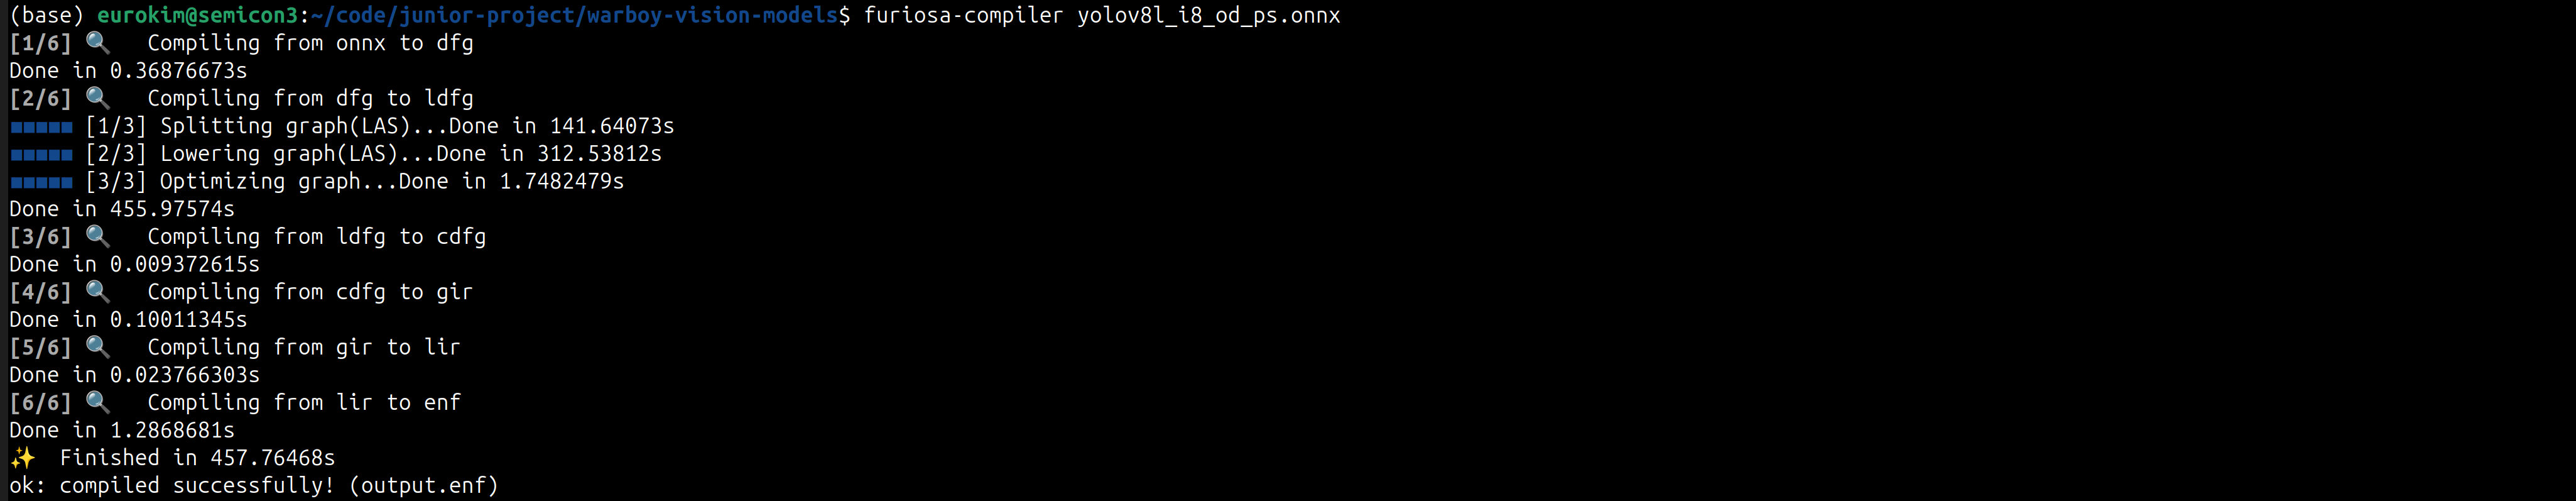 (base) eurokim@semicon3:~/code/junior-project/warboy-vision-models$ furiosa-compiler yolov8l_i8_od_ps.onnx
[1/6] 🔍 Compiling from onnx to dfg
Done in 0.36876673s
[2/6] 🔍 Compiling from dfg to ldfg
■■■■■ [1/3] Splitting graph(LAS)...Done in 141.64073s
■■■■■ [2/3] Lowering graph(LAS)...Done in 312.53812s
■■■■■ [3/3] Optimizing graph...Done in 1.7482479s
Done in 455.97574s
[3/6] 🔍 Compiling from ldfg to cdfg
Done in 0.009372615s
[4/6] 🔍 Compiling from cdfg to gir
Done in 0.10011345s
[5/6] 🔍 Compiling from gir to lir
Done in 0.023766303s
[6/6] 🔍 Compiling from lir to enf
Done in 1.2868681s
✨ Finished in 457.76468s
ok: compiled successfully! (output.enf)